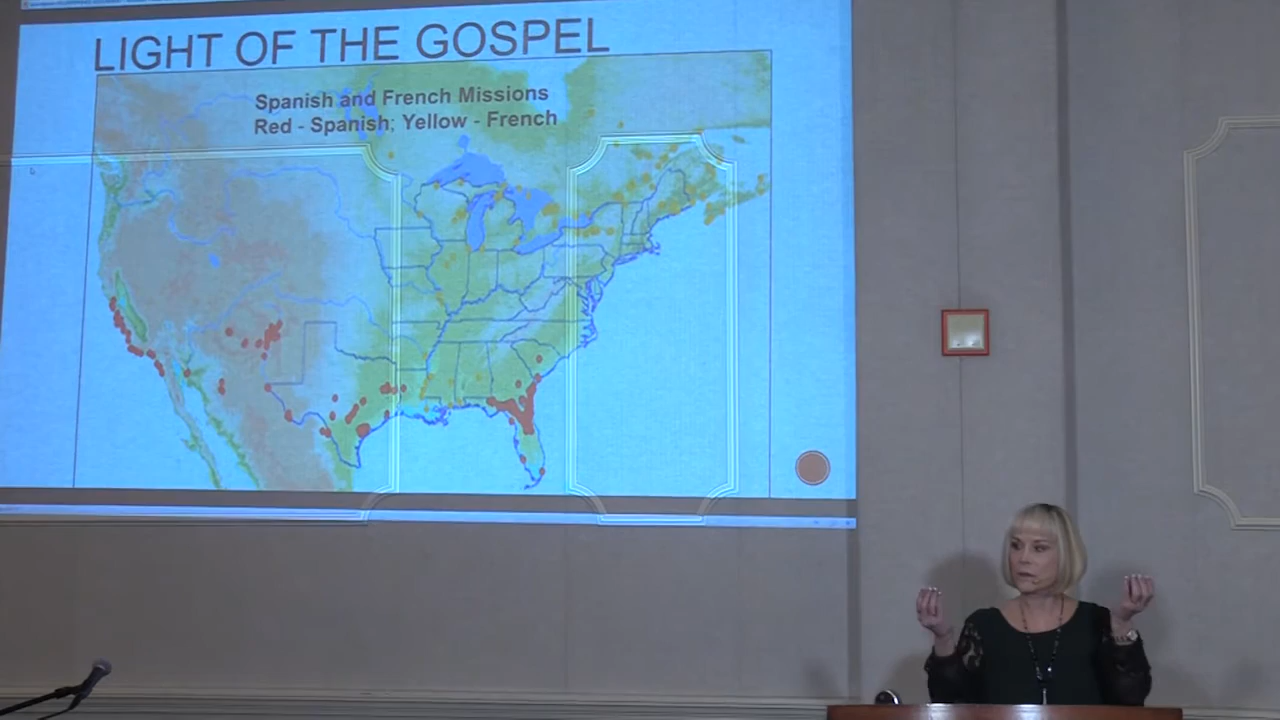 LIGHT OF THE GOSPEL
Spanish and French Missions
Red - Spanish; Yellow - French